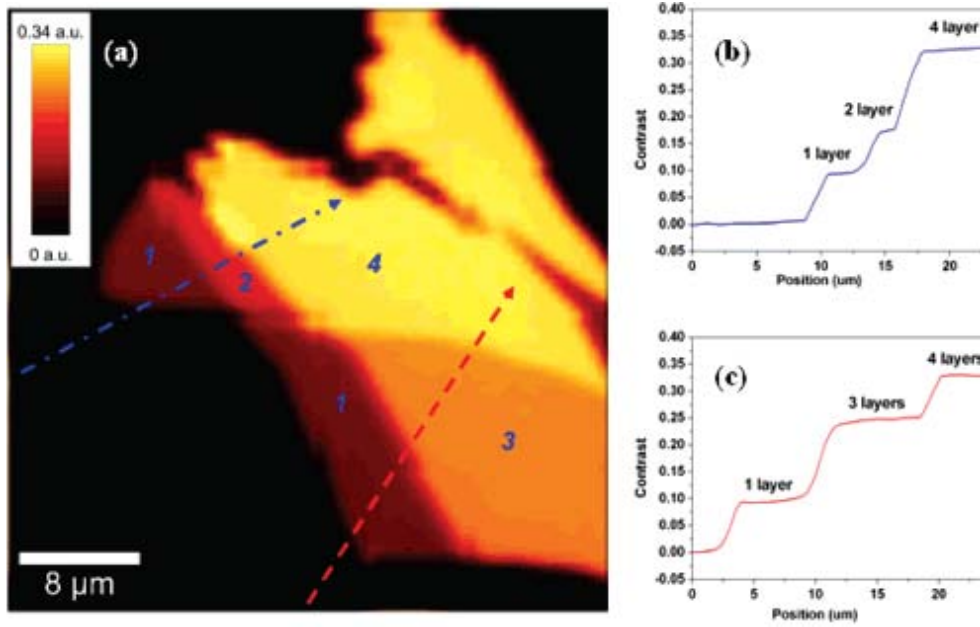 0.34 a.u.
(a)
0 a.u.
1
2
4
1
3
8 µm
(b)
4 layer
2 layer
1 layer
0.40
0.35
0.30
0.25
0.20
0.15
0.10
0.05
0.00
-0.05
Contrast
0 5 10 15 20
Position (um)
(c)
4 layers
3 layers
1 layer
0.40
0.35
0.30
0.25
0.20
0.15
0.10
0.05
0.00
-0.05
Contrast
0 5 10 15 20
Position (um)